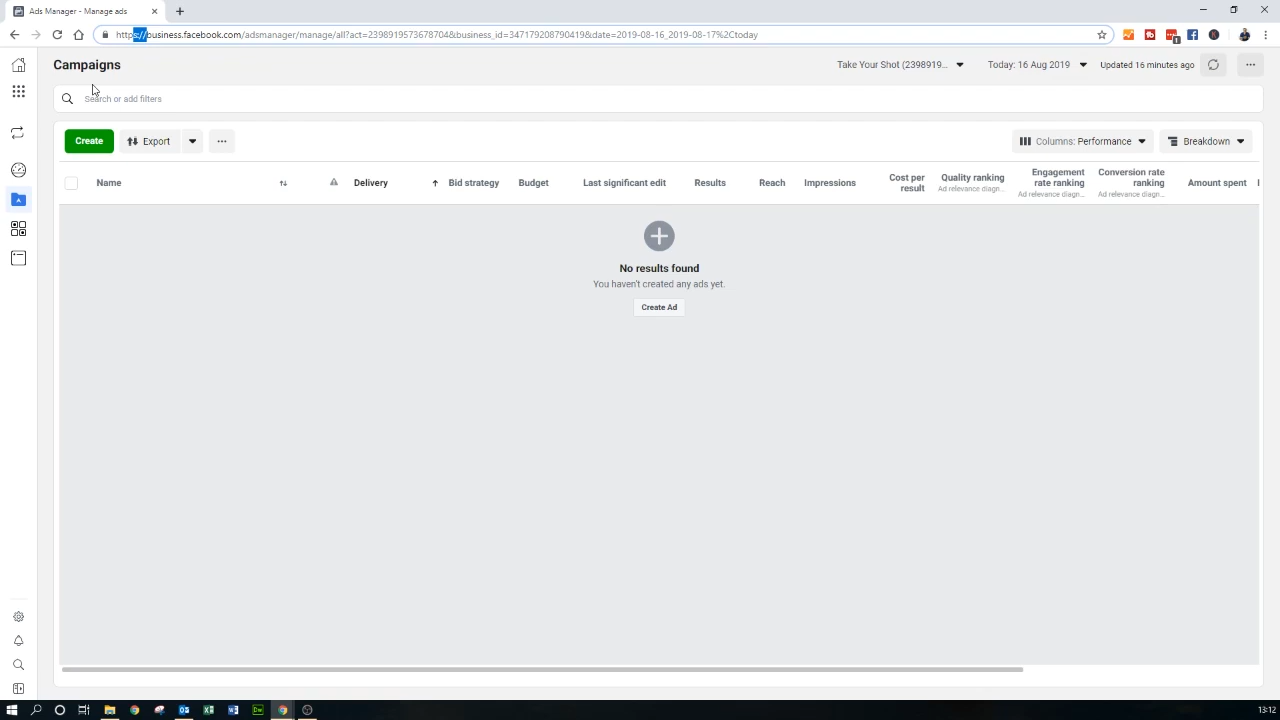 Ads Manager - Manage ads
https://business.facebook.com/adsmanager/manage/all?act=2398919573678704&business_id=347179208790419&date=2019-08-16_2019-08-17%2Ctoday
Campaigns
Take Your Shot (2398919...
Today: 16 Aug 2019
Updated 16 minutes ago
Search or add filters
Create
Export
Columns: Performance
Breakdown
Name
Delivery
Bid strategy
Budget
Last significant edit
Results
Reach
Impressions
Cost per
result
Quality ranking
Ad relevance diagn...
Engagement
rate ranking
Ad relevance diagn...
Conversion rate
ranking
Ad relevance diagn...
Amount spent
No results found
You haven't created any ads yet.
Create Ad
13:12